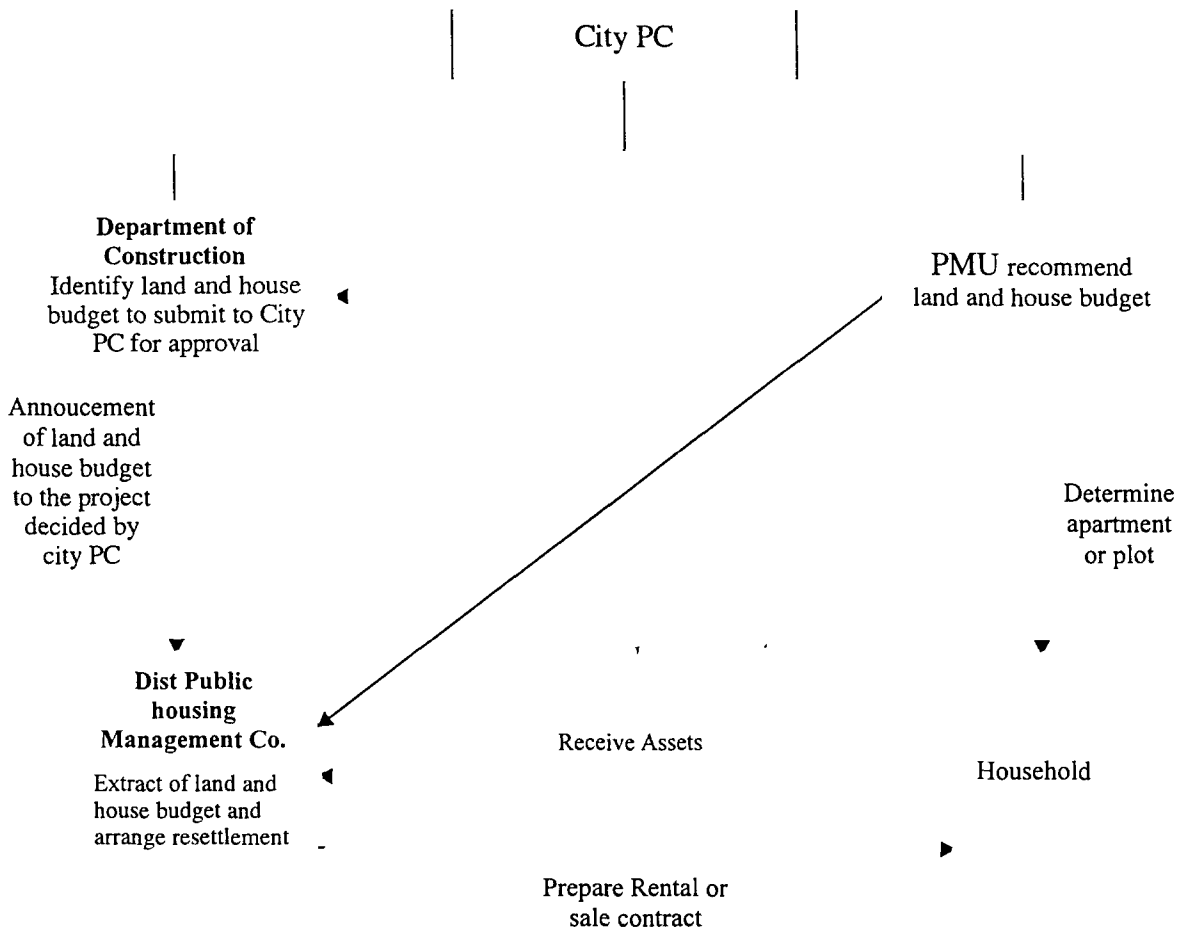 City PC
Department of
Construction
Identify land and house
budget to submit to City
PC for approval
PMU recommend
land and house budget
Annoucement
of land and
house budget
to the project
decided by
city PC
Determine
apartment
or plot
Dist Public
housing
Management Co.
Extract of land and
house budget and
arrange resettlement
Receive Assets
Household
Prepare Rental or
sale contract